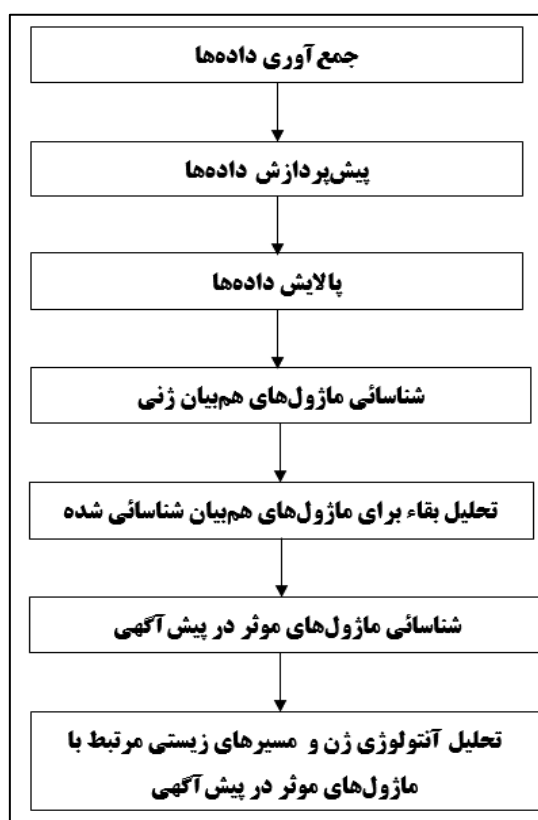 جمع‌آوری داده‌ها
پیش‌پردازش داده‌ها
پالایش داده‌ها
شناسائی ماژول‌های هم‌بیان ژنی
تحلیل بقاء برای ماژول‌های هم‌بیان شناسائی شده
شناسائی ماژول‌های موثر در پیش‌آگهی
تحلیل آنتولوژی ژن و مسیرهای زیستی مرتبط با
ماژول‌های موثر در پیش‌آگهی